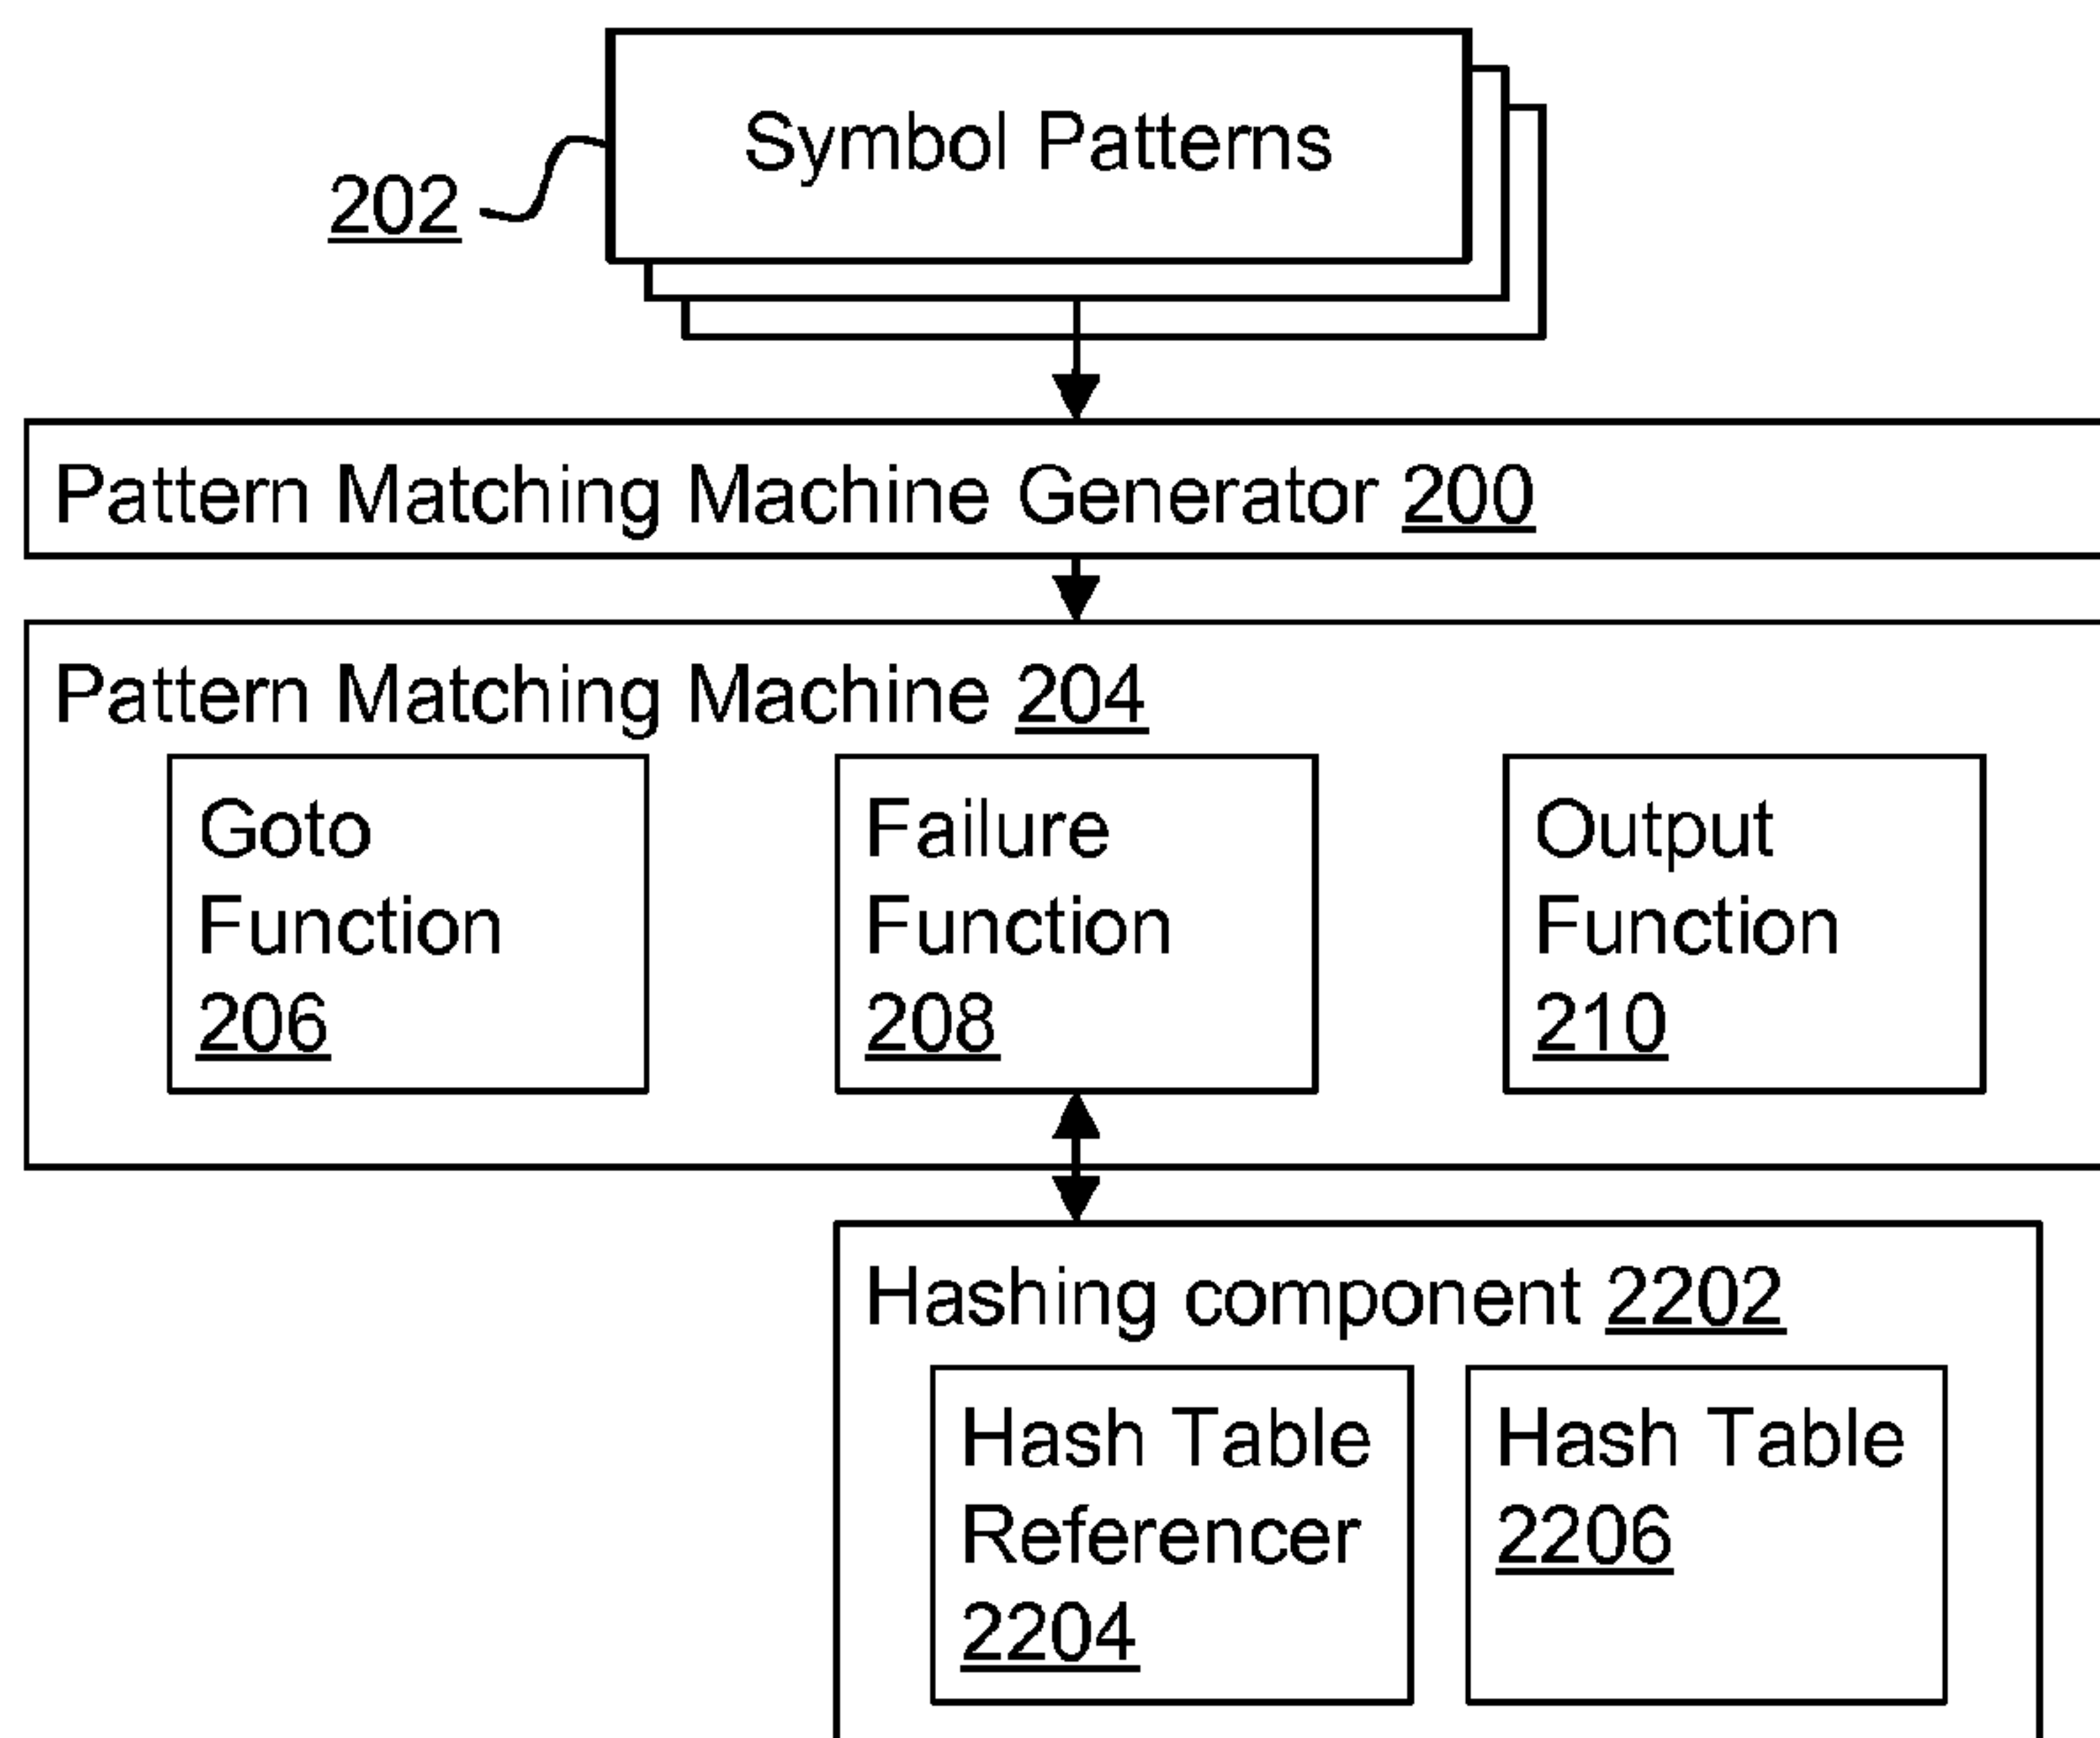 Symbol Patterns
202
Pattern Matching Machine Generator 200
Pattern Matching Machine 204
Goto
Function
206
Failure
Function
208
Output
Function
210
Hashing component 2202
Hash Table
Referencer
2204
Hash Table
2206